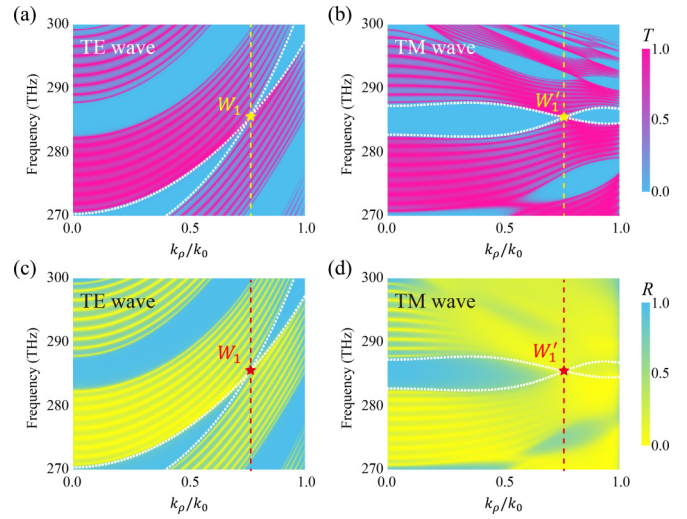 (a)
300
290
280
270
Frequency (THz)
TE wave
W₁
0.0
0.5
1.0
kρ/k₀
(b)
300
290
280
270
Frequency (THz)
TM wave
W₁′
0.0
0.5
1.0
kρ/k₀
T
1.0
0.0
(c)
300
290
280
270
Frequency (THz)
TE wave
W₁
0.0
0.5
1.0
kρ/k₀
(d)
300
290
280
270
Frequency (THz)
TM wave
W₁′
0.0
0.5
1.0
kρ/k₀
R
1.0
0.0